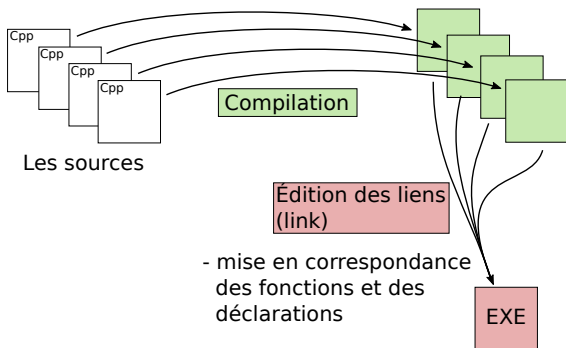 Cpp
Cpp
Cpp
Cpp
Compilation
Les sources
Édition des liens
(link)
- mise en correspondance
des fonctions et des
déclarations
EXE